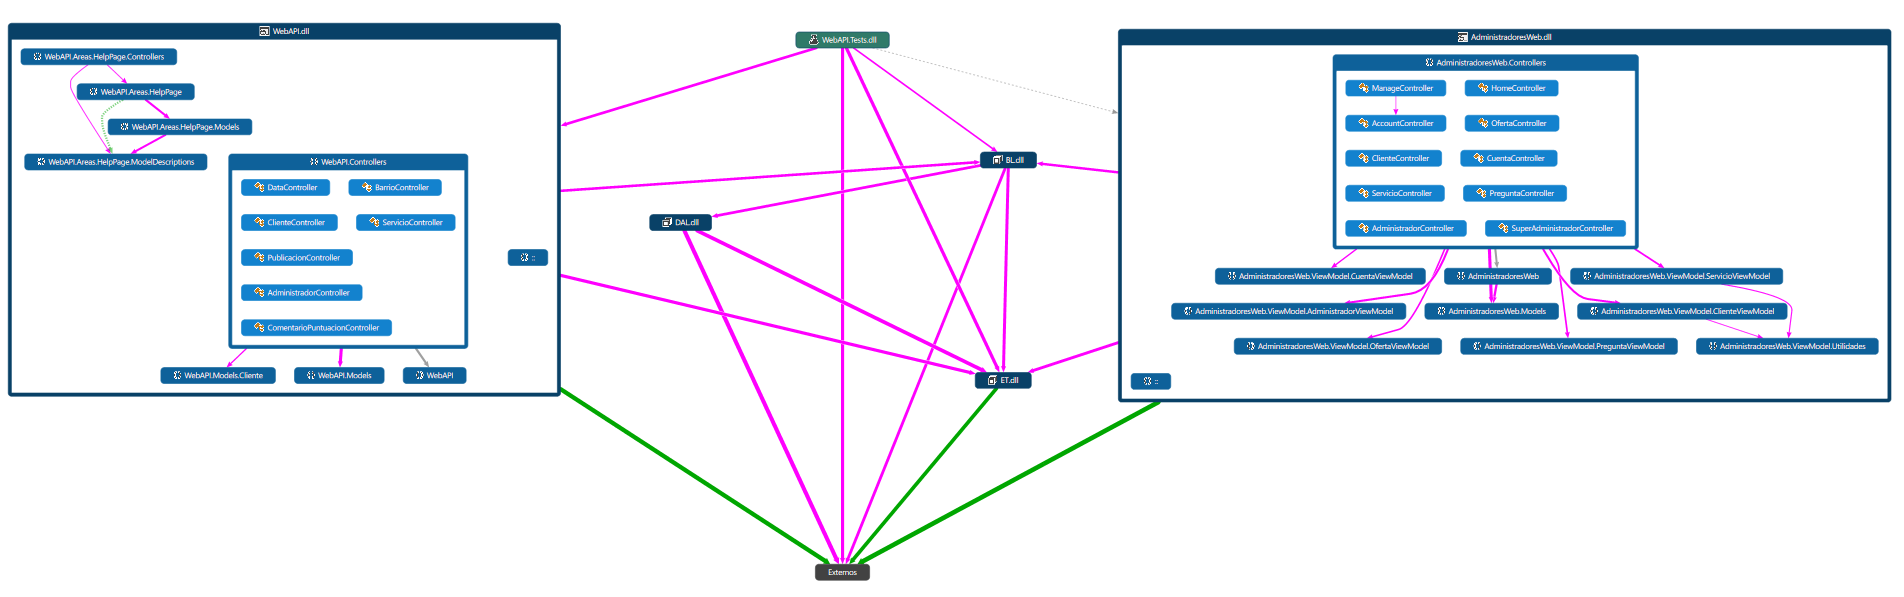 WebAPI.dll
WebAPI.Areas.HelpPage.Controllers
WebAPI.Areas.HelpPage
WebAPI.Areas.HelpPage.Models
WebAPI.Areas.HelpPage.ModelDescriptions
WebAPI.Controllers
DataController
BarrioController
ClienteController
ServicioController
PublicacionController
AdministradorController
ComentarioPuntuacionController
::
WebAPI.Models.Cliente
WebAPI.Models
WebAPI
WebAPI.Tests.dll
BL.dll
DAL.dll
ET.dll
Externos
AdministradoresWeb.dll
AdministradoresWeb.Controllers
ManageController
HomeController
AccountController
OfertaController
ClienteController
CuentaController
ServicioController
PreguntaController
AdministradorController
SuperAdministradorController
AdministradoresWeb.ViewModel.CuentaViewModel
AdministradoresWeb
AdministradoresWeb.ViewModel.ServicioViewModel
AdministradoresWeb.ViewModel.AdministradorViewModel
AdministradoresWeb.Models
AdministradoresWeb.ViewModel.ClienteViewModel
AdministradoresWeb.ViewModel.OfertaViewModel
AdministradoresWeb.ViewModel.PreguntaViewModel
AdministradoresWeb.ViewModel.Utilidades
::